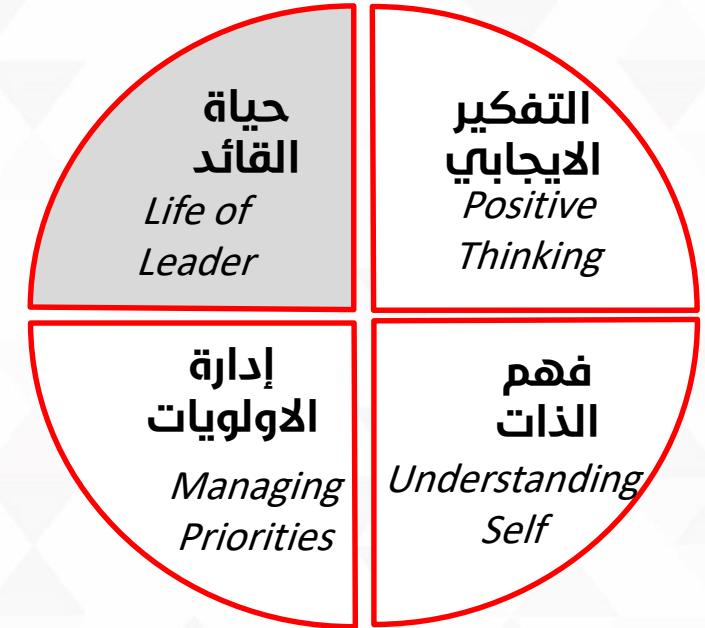 حياة
القائد
Life of
Leader
التفكير
الايجابي
Positive
Thinking
إدارة
الاولويات
Managing
Priorities
فهم
الذات
Understanding
Self